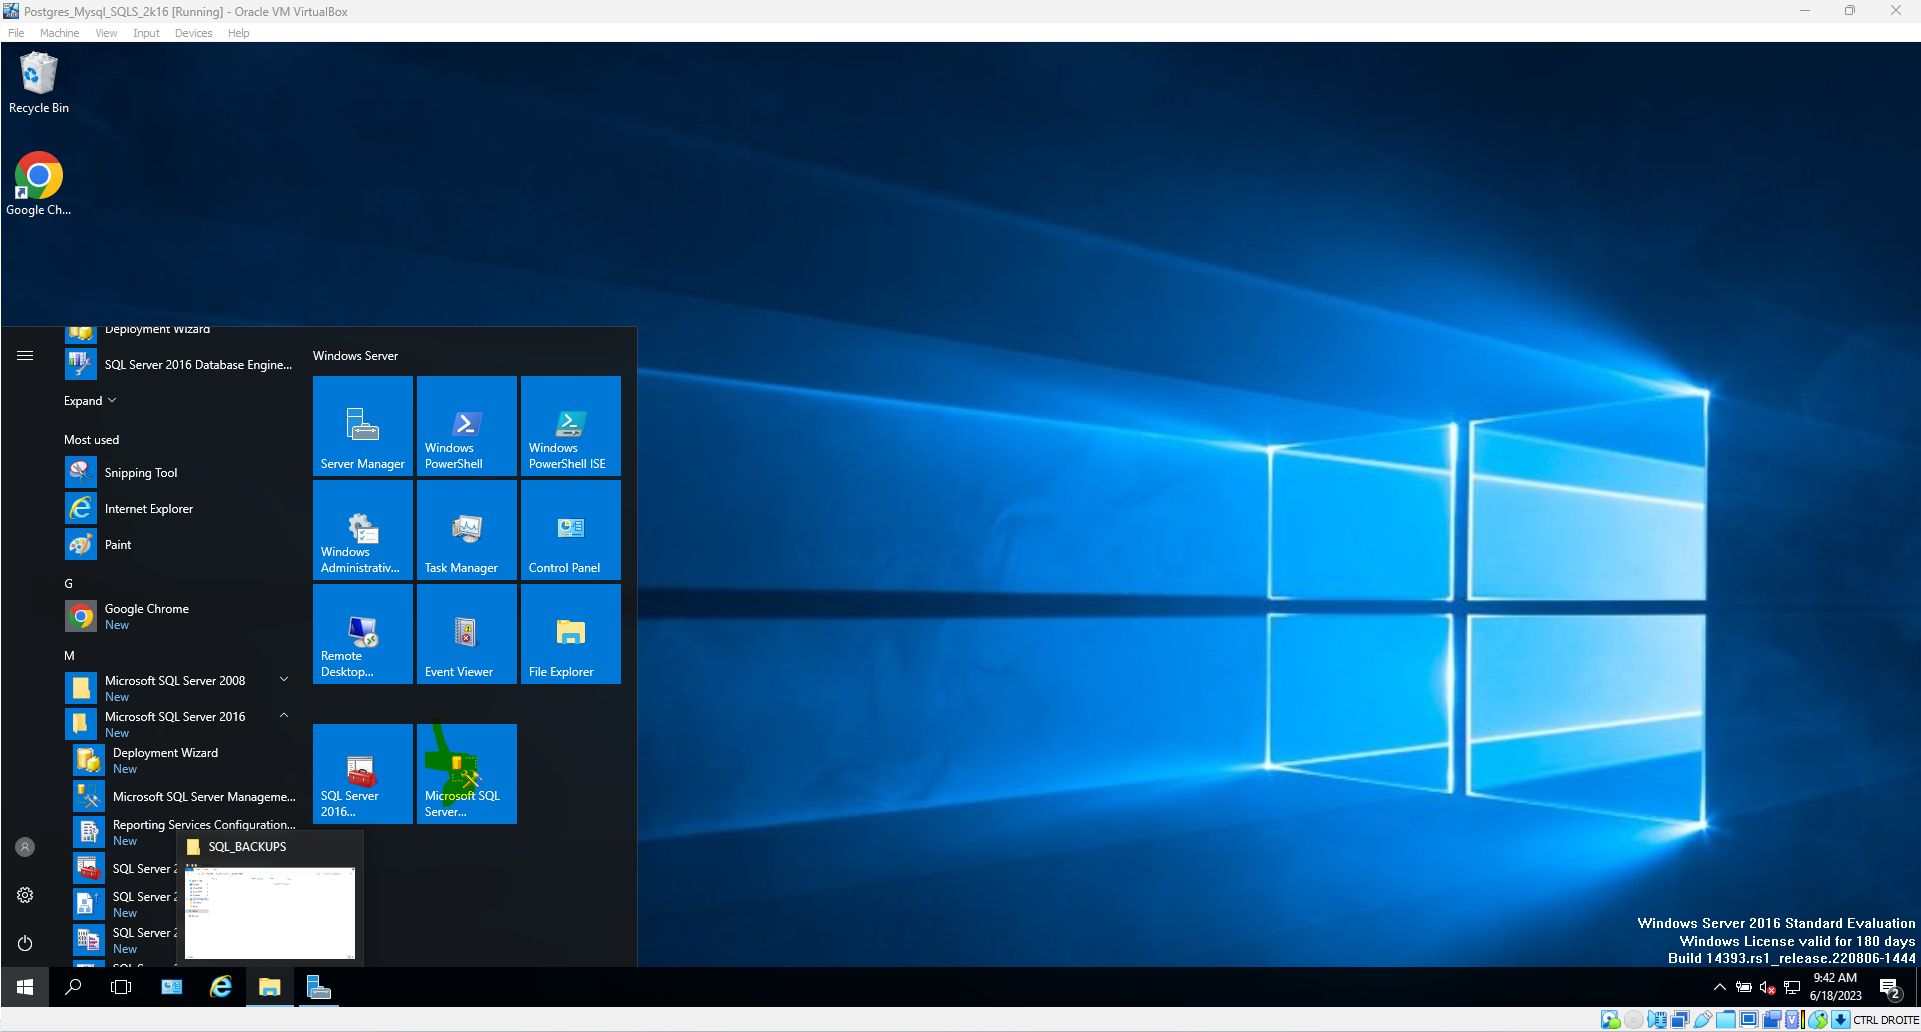 Postgres_Mysql_SQLS_2k16 [Running] - Oracle VM VirtualBox
File Machine View Input Devices Help
Recycle Bin
Google Ch...
Deployment Wizard
SQL Server 2016 Database Engine...
Expand
Most used
Snipping Tool
Internet Explorer
Paint
G
Google Chrome
New
M
Microsoft SQL Server 2008
New
Microsoft SQL Server 2016
New
Deployment Wizard
New
Microsoft SQL Server Manageme...
Reporting Services Configuration...
New
SQL Server 2
SQL Server 2
New
SQL Server 2
New
Windows Server
Server Manager
Windows
PowerShell
Windows
PowerShell ISE
Windows
Administrativ...
Task Manager
Control Panel
Remote
Desktop...
Event Viewer
File Explorer
SQL Server
2016...
Microsoft SQL
Server...
SQL_BACKUPS
Windows Server 2016 Standard Evaluation
Windows License valid for 180 days
Build 14393.rs1_release.220806-1444
9:42 AM
6/18/2023
2
CTRL DROITE